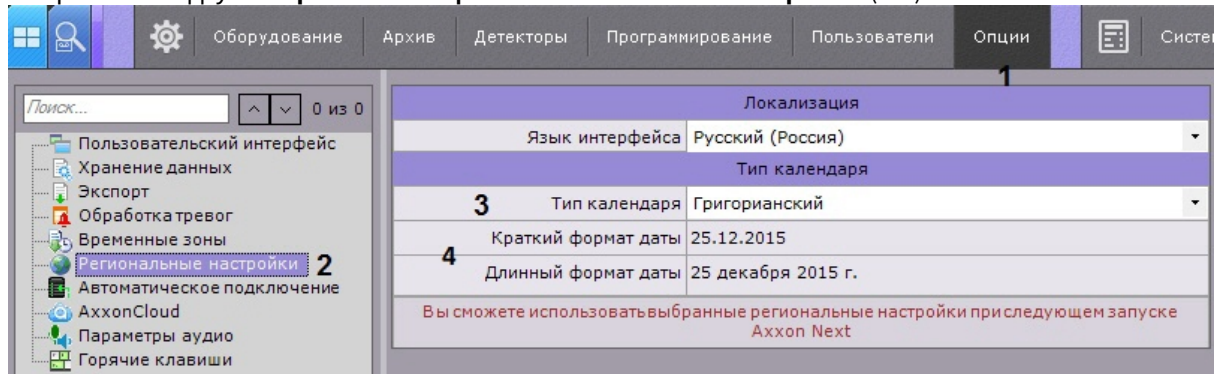 Оборудование Архив Детекторы Программирование Пользователи Опции
1
Поиск... 0 из 0
Пользовательский интерфейс
Хранение данных
Экспорт
Обработка тревог
Временные зоны
Региональные настройки 2
Автоматическое подключение
AxxonCloud
Параметры аудио
Горячие клавиши
Локализация
Язык интерфейса Русский (Россия)
Тип календаря
3 Тип календаря Григорианский
Краткий формат даты 25.12.2015
4
Длинный формат даты 25 декабря 2015 г.
Вы сможете использовать выбранные региональные настройки при следующем запуске
Axxon Next